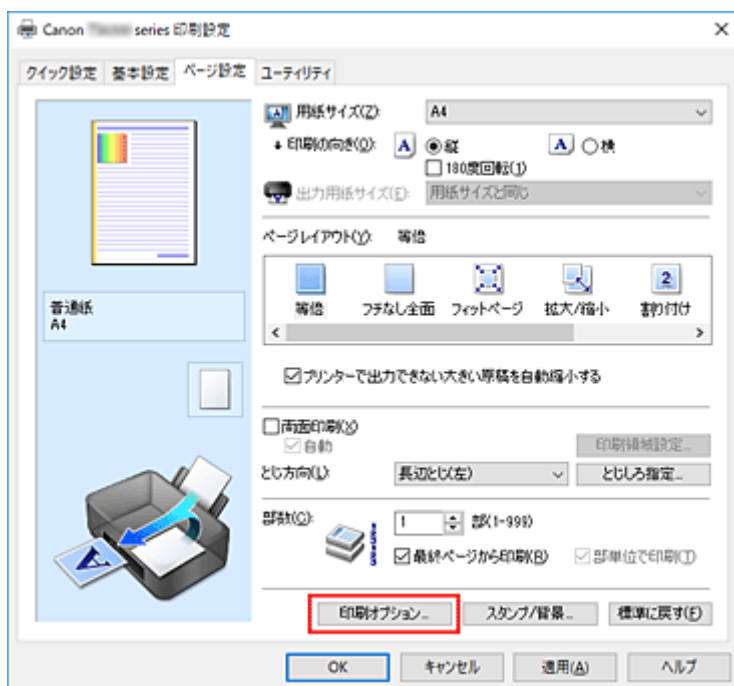 Canon series 印刷設定
クイック設定 基本設定 ページ設定 ユーティリティ
用紙サイズ(Z): A4
印刷の向き(O): A 縦 A 横
180度回転(1)
出力用紙サイズ(E): 用紙サイズと同じ
ページレイアウト(Y): 等倍
等倍 フチなし全面 フィットページ 拡大/縮小 2 割り付け
普通紙
A4
プリンターで出力できない大きい原稿を自動縮小する
両面印刷(X)
自動 印刷領域設定...
とじ方向(L): 長辺とじ(左) とじしろ指定...
部数(C): 1 部(1-999)
最終ページから印刷(R) 部単位で印刷(T)
印刷オプション... スタンプ/背景... 標準に戻す(F)
OK キャンセル 適用(A) ヘルプ